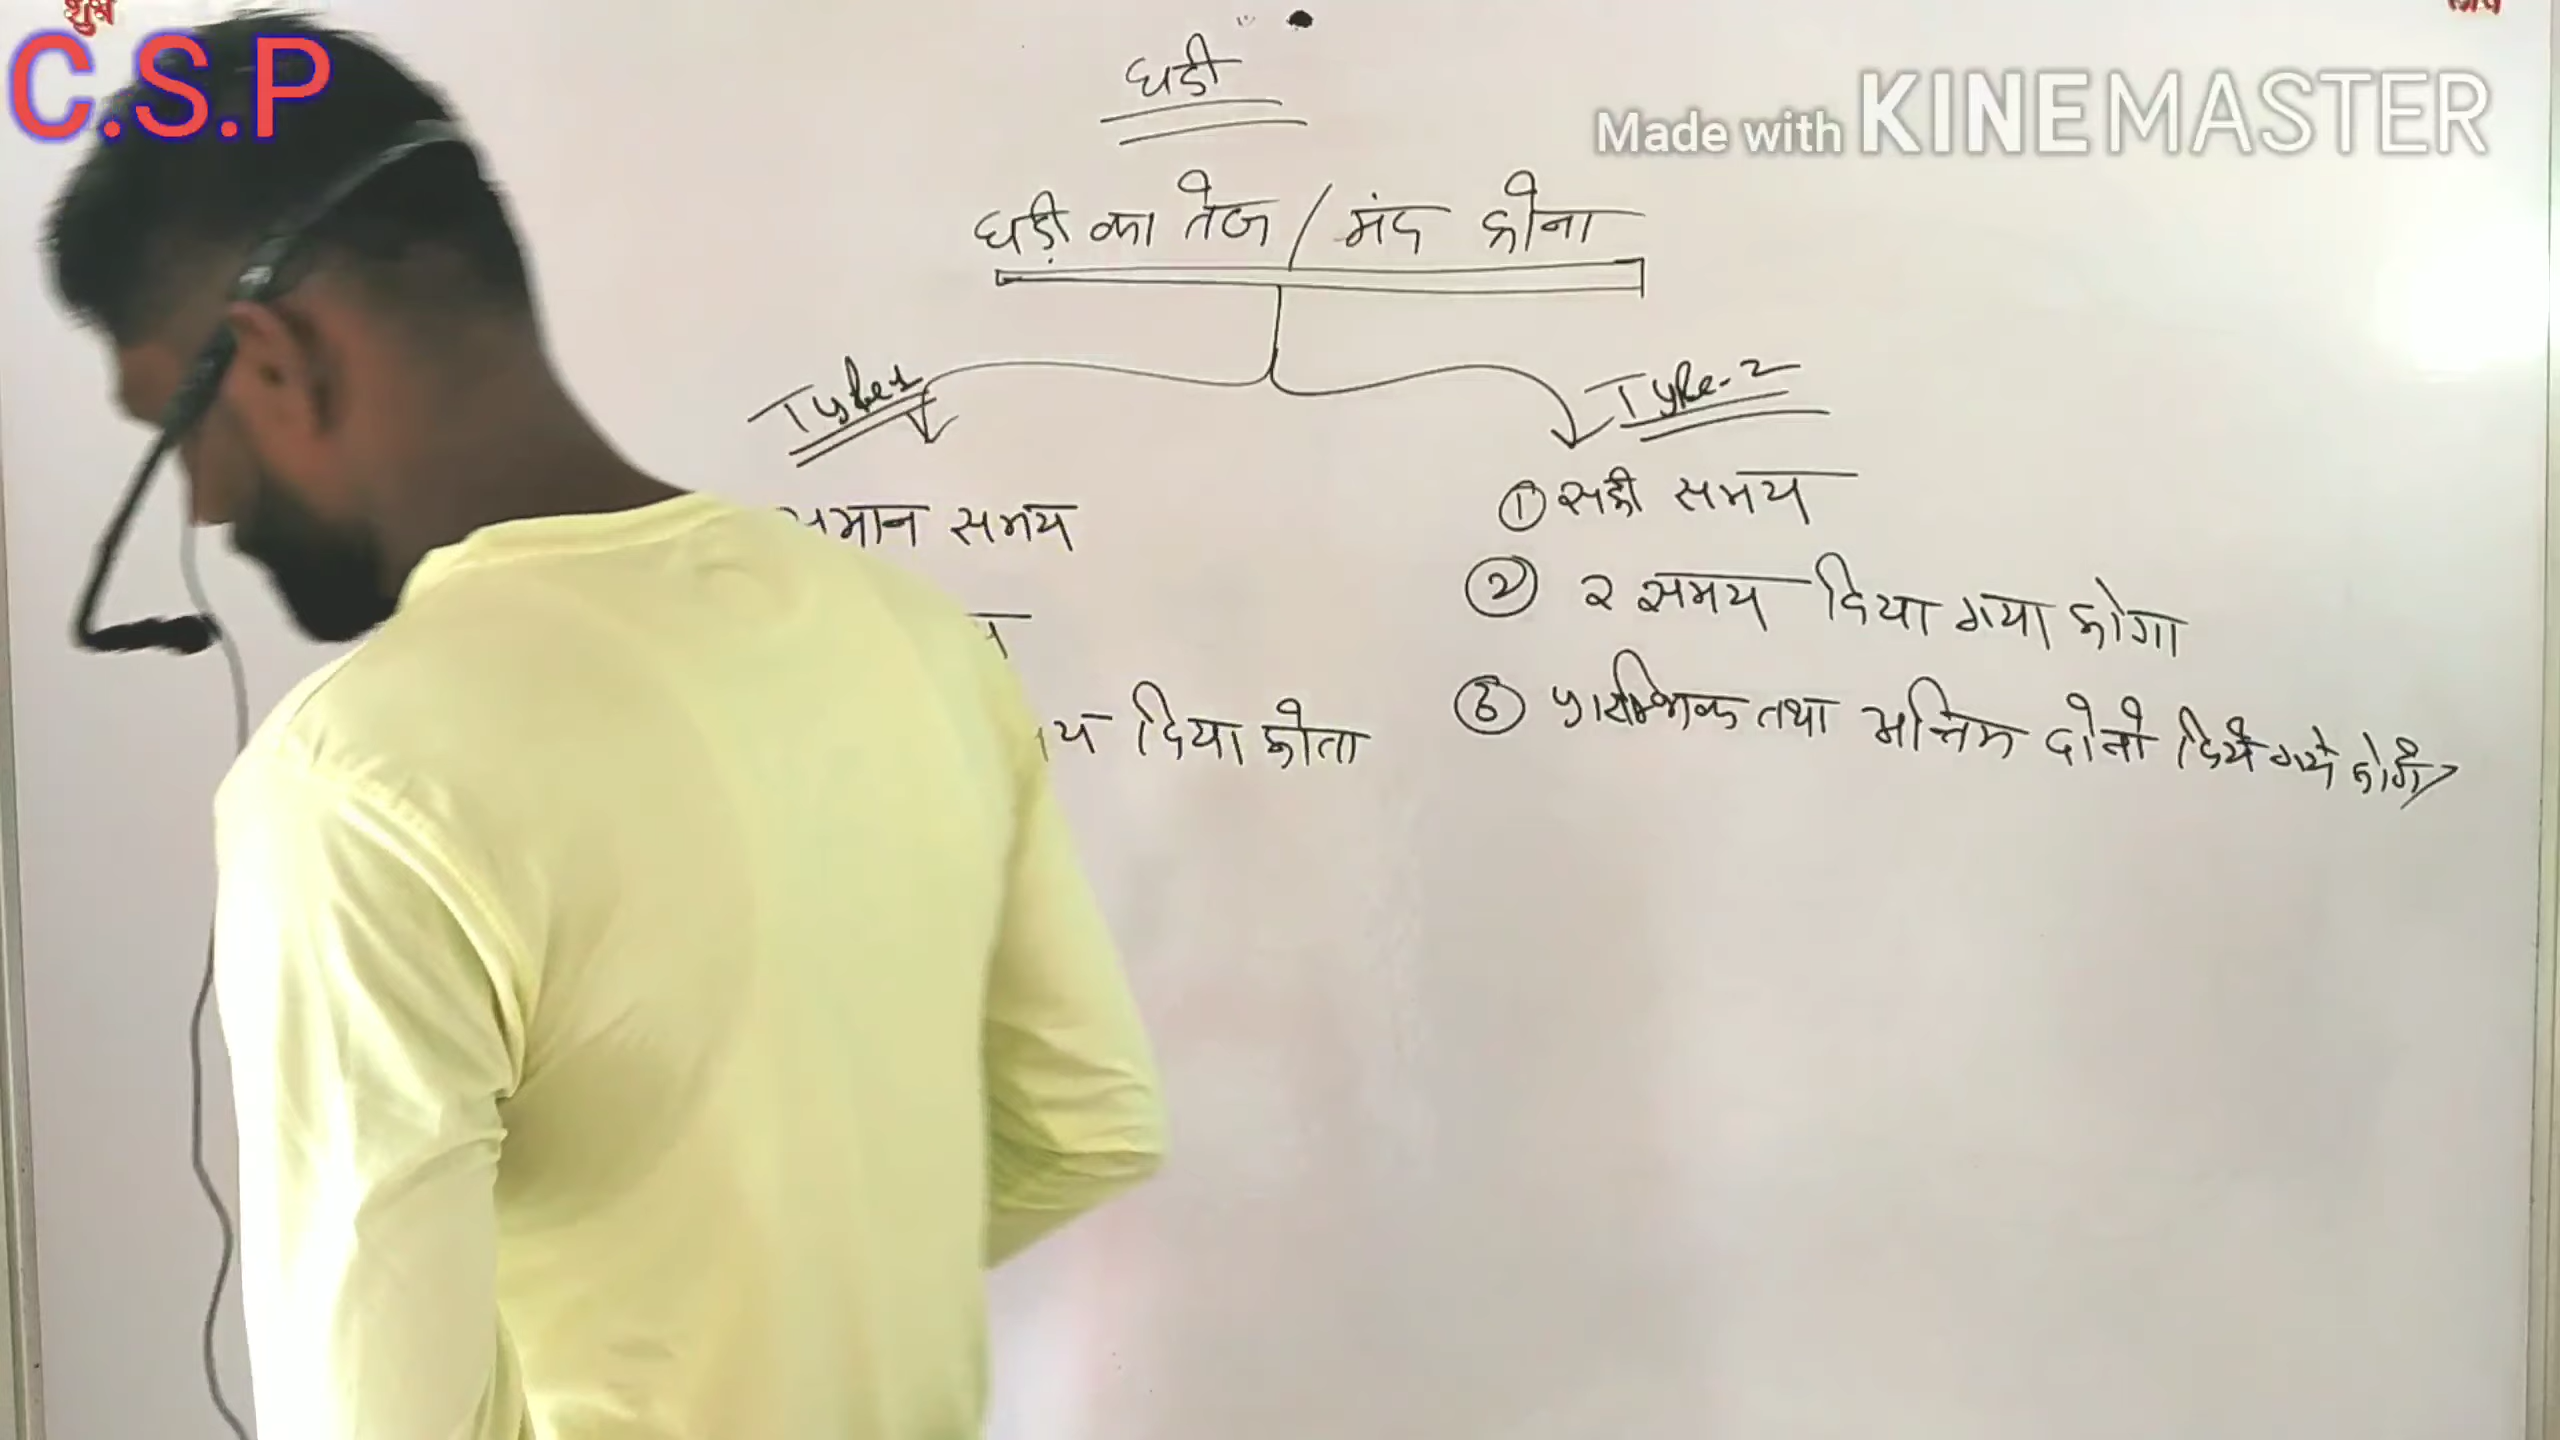 शुभ
C.S.P
Made with KINEMASTER
घडी
घड़ी का तेज / मंद होना
Type-1
समय
दिया होता
Type-2
① सही समय
② २ समय दिया गया होगा
③ प्रारम्भिक तथा अन्तिम दोनो दिये गये होगे